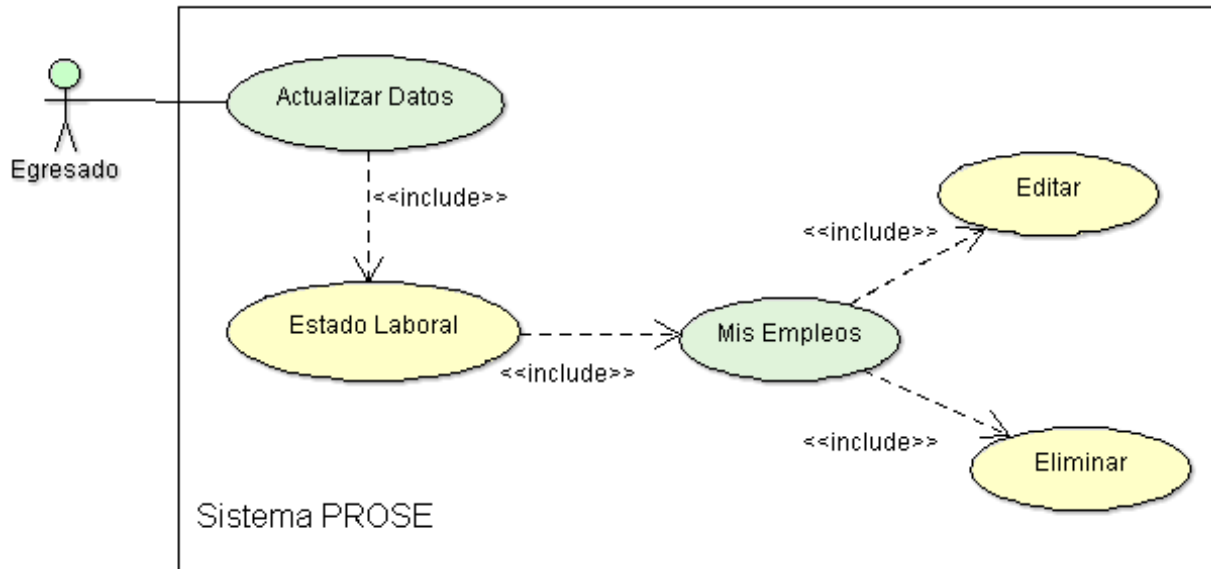 Actualizar Datos
Egresado
<<include>>
Editar
<<include>>
Estado Laboral
Mis Empleos
<<include>>
<<include>>
Eliminar
Sistema PROSE